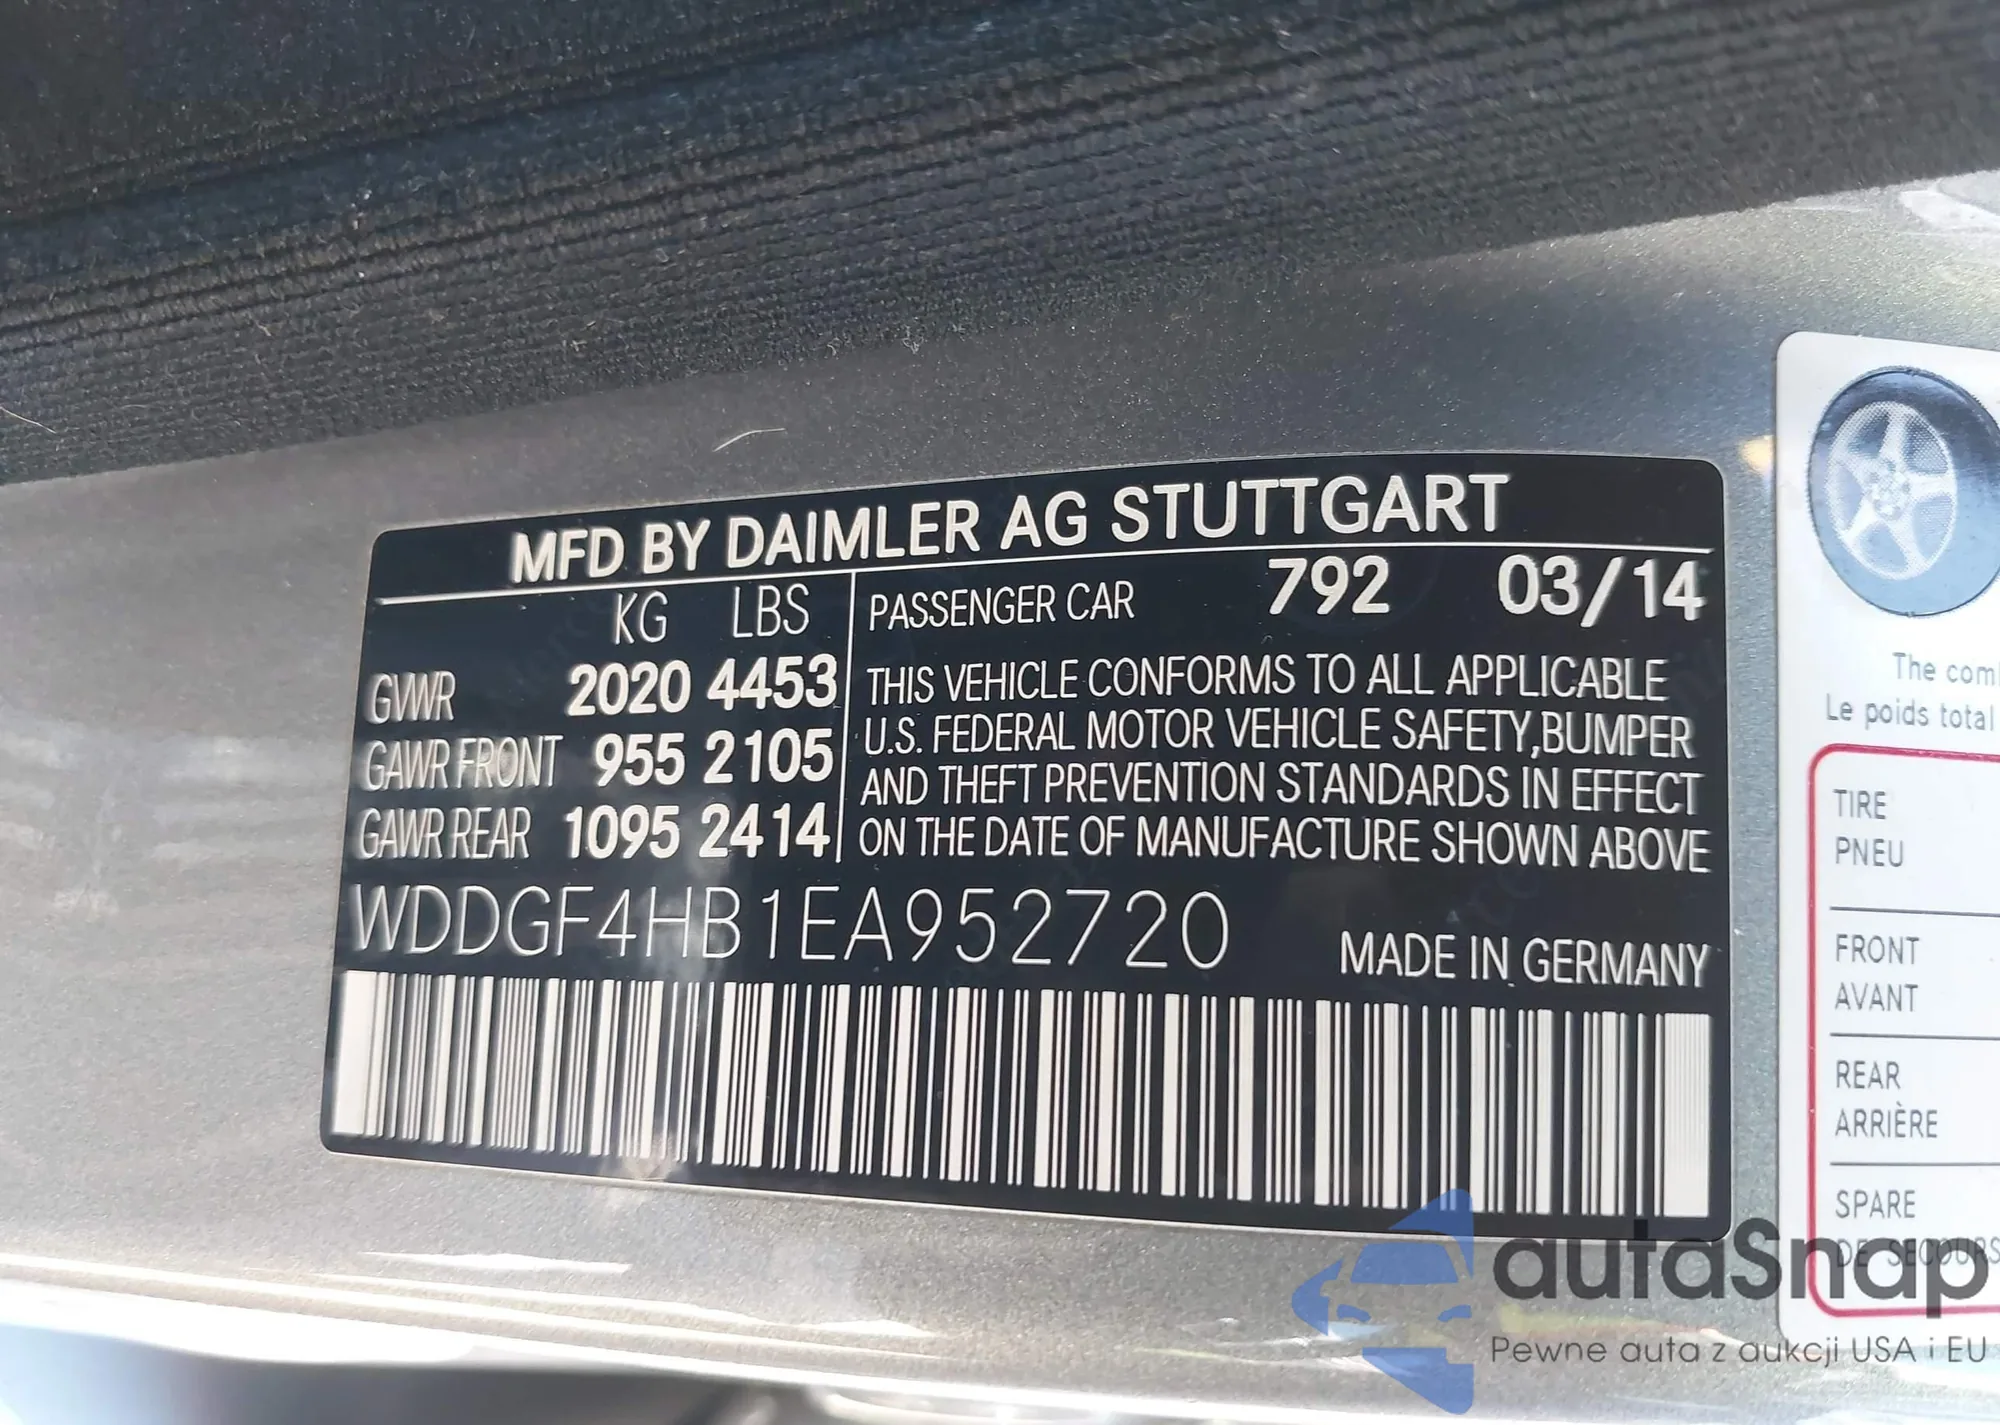 MFD BY DAIMLER AG STUTTGART
KG LBS
GVWR 2020 4453
GAWR FRONT 955 2105
GAWR REAR 1095 2414
PASSENGER CAR 792 03/14
THIS VEHICLE CONFORMS TO ALL APPLICABLE
U.S. FEDERAL MOTOR VEHICLE SAFETY, BUMPER
AND THEFT PREVENTION STANDARDS IN EFFECT
ON THE DATE OF MANUFACTURE SHOWN ABOVE
WDDGF4HB1EA952720
MADE IN GERMANY
The com
Le poids total
TIRE
PNEU
FRONT
AVANT
REAR
ARRIÈRE
SPARE
DE SECOURS
autaSnap
Pewne auta z aukcji USA i EU